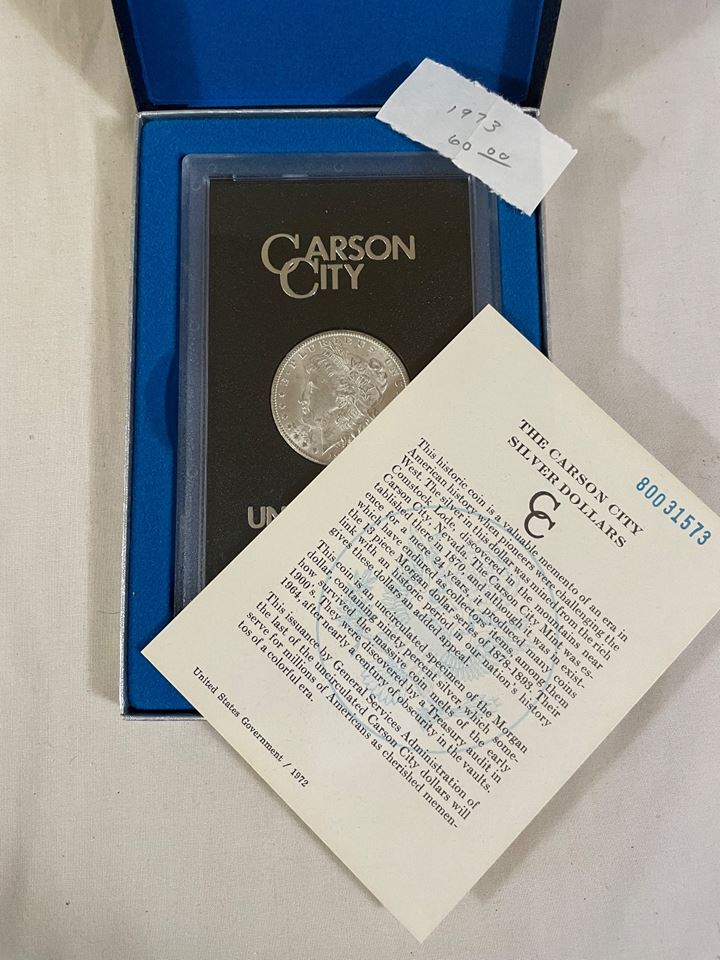 1973
60.00
CARSON
CITY
PLURIBUS UN
UN
THE CARSON CITY
SILVER DOLLARS
80031573
CC
This historic coin is a valuable memento of an era in
American history when pioneers were challenging the
West. The silver in this dollar was mined from the rich
Comstock Lode, discovered in the mountains near
Carson City, Nevada. The Carson City Mint was es-
tablished there in 1870 and, although it was in exist-
ence for a mere 24 years, it produced many coins
which have endured as collectors items, among them
the 13 piece Morgan dollar series of 1878-1893. Their
link with an historic period in our nation's history
gives these dollars an added appeal.
This coin is an uncirculated specimen of the Morgan
dollar, containing ninety percent silver, which some-
how survived the massive coin melts of the early
1900's. They were discovered by a Treasury audit in
1964, after nearly a century of obscurity in the vaults.
This issuance by General Services Administration of
the last of the uncirculated Carson City dollars will
serve for millions of Americans as cherished memen-
tos of a colorful era.
United States Government / 1972